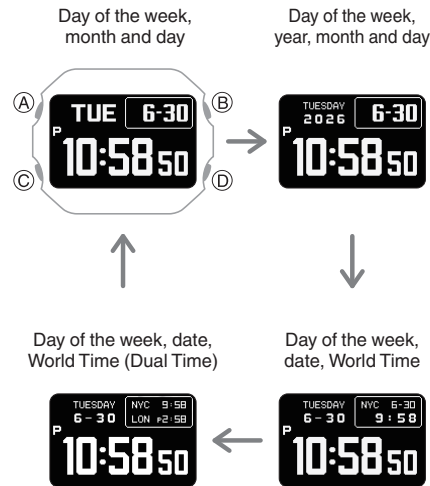 Day of the week,
month and day
Day of the week,
year, month and day
A
B
C
D
TUE 6-30
P
10:58 50
TUESDAY
2026 6-30
P
10:58 50
Day of the week, date,
World Time (Dual Time)
Day of the week,
date, World Time
TUESDAY NYC 9:58
6-30 LON P2:58
P
10:58 50
TUESDAY NYC 6-30
6-30 9:58
P
10:58 50